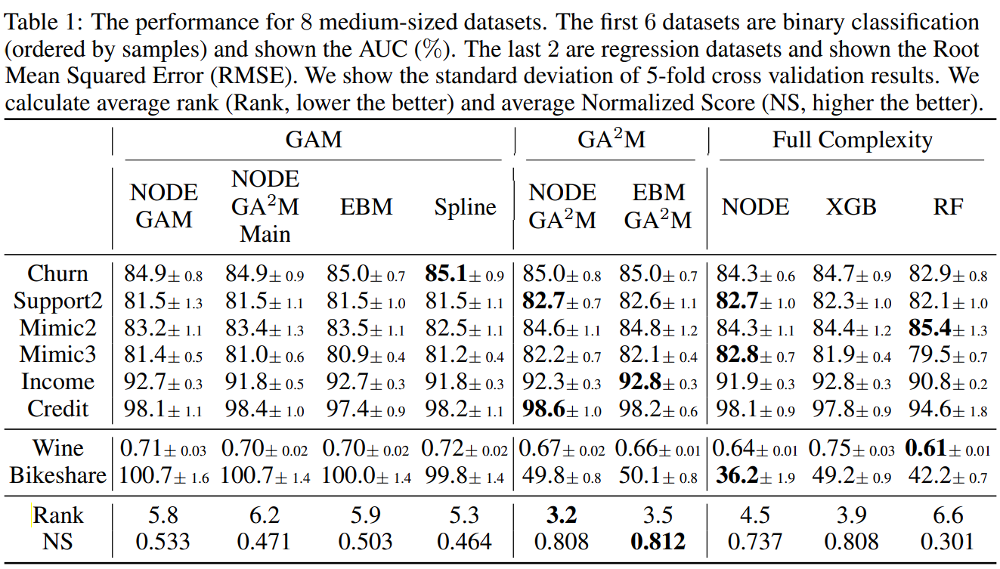 Table 1: The performance for 8 medium-sized datasets. The first 6 datasets are binary classification
(ordered by samples) and shown the AUC (%). The last 2 are regression datasets and shown the Root
Mean Squared Error (RMSE). We show the standard deviation of 5-fold cross validation results. We
calculate average rank (Rank, lower the better) and average Normalized Score (NS, higher the better).
GAM GA²M Full Complexity
NODE GAM NODE GA²M Main EBM Spline NODE GA²M EBM GA²M NODE XGB RF
Churn 84.9± 0.8 84.9± 0.9 85.0± 0.7 85.1± 0.9 85.0± 0.8 85.0± 0.7 84.3± 0.6 84.7± 0.9 82.9± 0.8
Support2 81.5± 1.3 81.5± 1.1 81.5± 1.0 81.5± 1.1 82.7± 0.7 82.6± 1.1 82.7± 1.0 82.3± 1.0 82.1± 1.0
Mimic2 83.2± 1.1 83.4± 1.3 83.5± 1.1 82.5± 1.1 84.6± 1.1 84.8± 1.2 84.3± 1.1 84.4± 1.2 85.4± 1.3
Mimic3 81.4± 0.5 81.0± 0.6 80.9± 0.4 81.2± 0.4 82.2± 0.7 82.1± 0.4 82.8± 0.7 81.9± 0.4 79.5± 0.7
Income 92.7± 0.3 91.8± 0.5 92.7± 0.3 91.8± 0.3 92.3± 0.3 92.8± 0.3 91.9± 0.3 92.8± 0.3 90.8± 0.2
Credit 98.1± 1.1 98.4± 1.0 97.4± 0.9 98.2± 1.1 98.6± 1.0 98.2± 0.6 98.1± 0.9 97.8± 0.9 94.6± 1.8
Wine 0.71± 0.03 0.70± 0.02 0.70± 0.02 0.72± 0.02 0.67± 0.02 0.66± 0.01 0.64± 0.01 0.75± 0.03 0.61± 0.01
Bikeshare 100.7± 1.6 100.7± 1.4 100.0± 1.4 99.8± 1.4 49.8± 0.8 50.1± 0.8 36.2± 1.9 49.2± 0.9 42.2± 0.7
Rank 5.8 6.2 5.9 5.3 3.2 3.5 4.5 3.9 6.6
NS 0.533 0.471 0.503 0.464 0.808 0.812 0.737 0.808 0.301